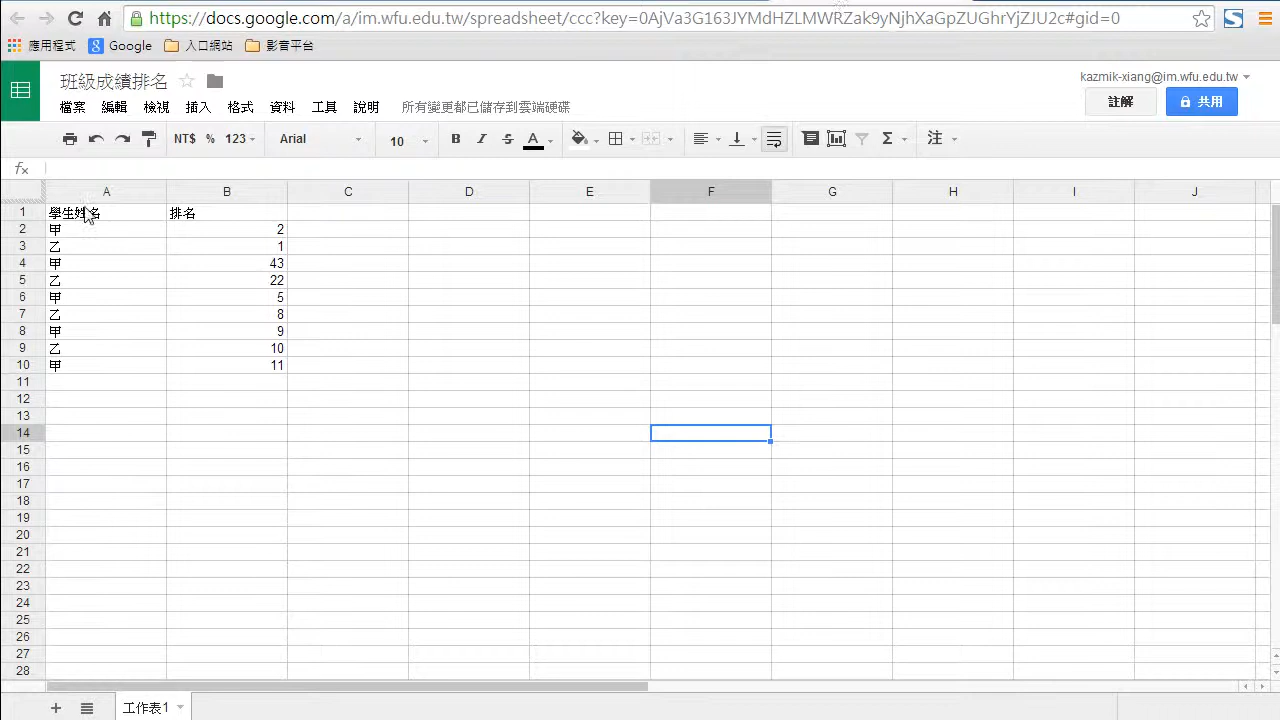 https://docs.google.com/a/im.wfu.edu.tw/spreadsheet/ccc?key=0AjVa3G163JYMdHZLMWRZak9yNjhXaGpZUGhrYjZJU2c#gid=0
應用程式 Google 入口網站 影音平台
班級成績排名 kazmik-xiang@im.wfu.edu.tw
檔案 編輯 檢視 插入 格式 資料 工具 說明 所有變更都已儲存到雲端硬碟 註解 共用
NT$ % 123 Arial 10 B I S A Σ 注
fx
A B C D E F G H I J
1 學生姓名 排名
2 甲 2
3 乙 1
4 甲 43
5 乙 22
6 甲 5
7 乙 8
8 甲 9
9 乙 10
10 甲 11
11
12
13
14
15
16
17
18
19
20
21
22
23
24
25
26
27
28
工作表1